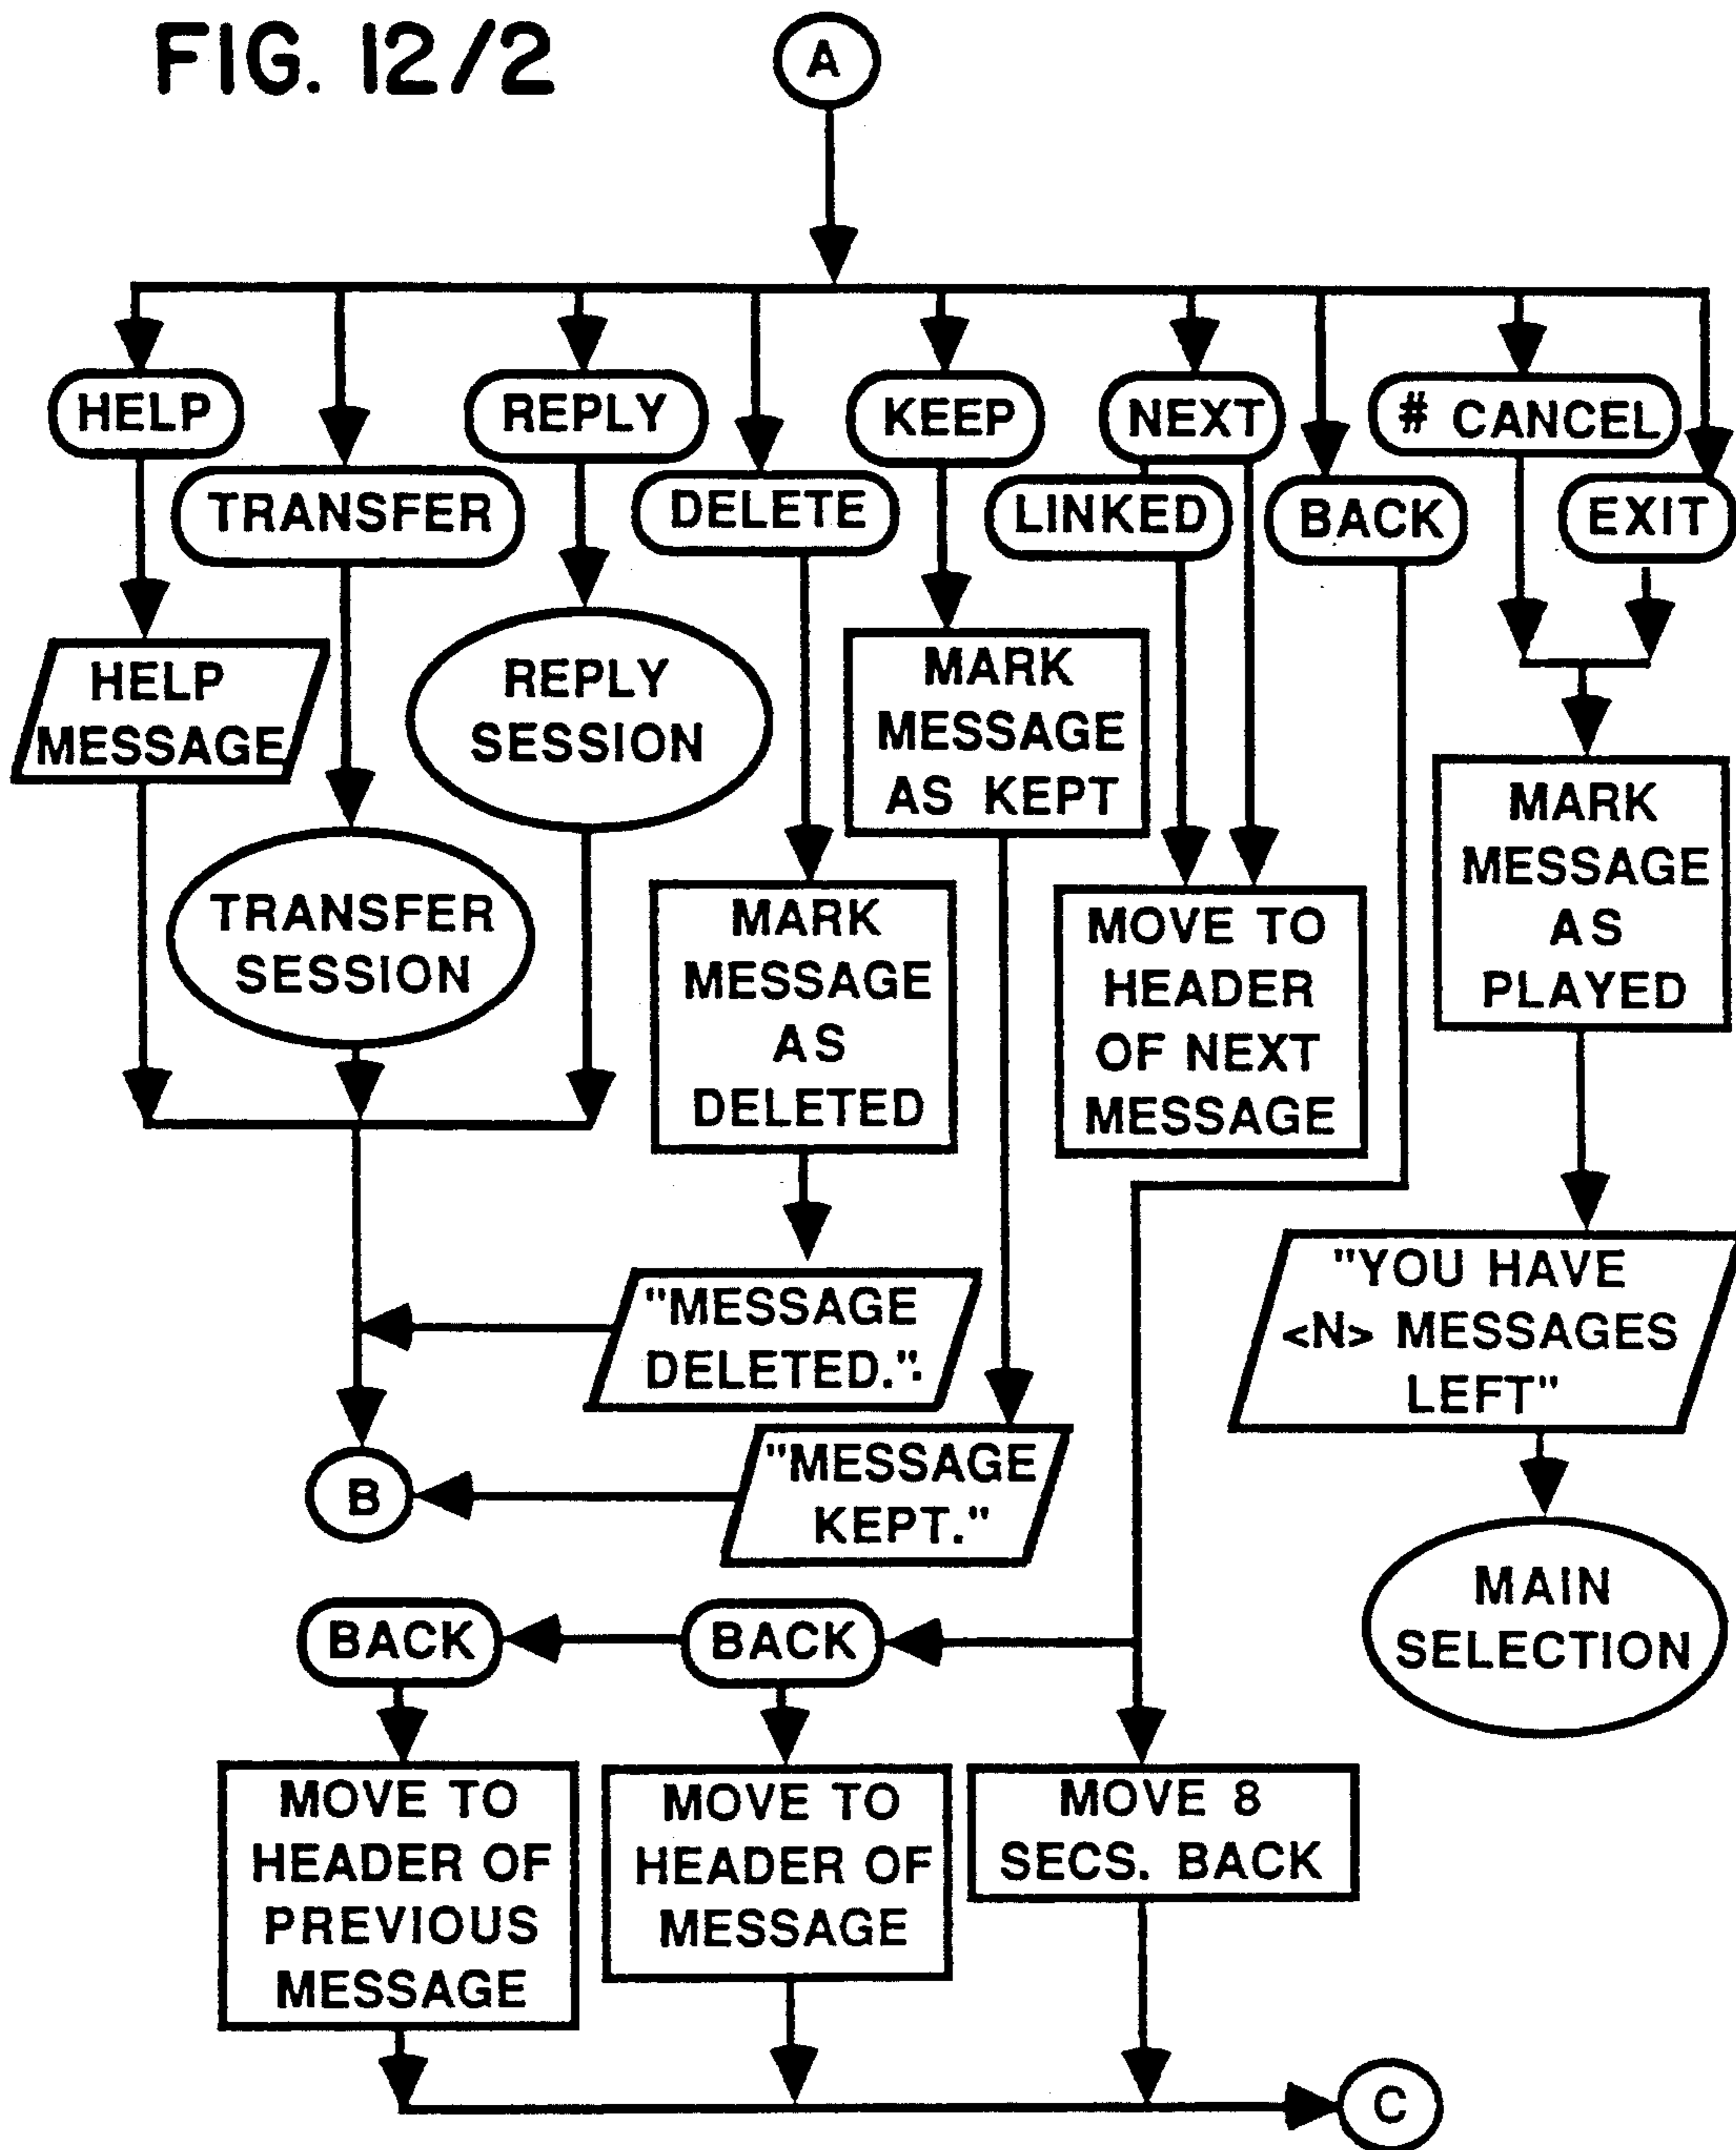 FIG. 12/2
A
HELP
REPLY
KEEP
NEXT
# CANCEL
TRANSFER
DELETE
LINKED
BACK
EXIT
HELP
MESSAGE
REPLY
SESSION
MARK
MESSAGE
AS KEPT
TRANSFER
SESSION
MARK
MESSAGE
AS
DELETED
MOVE TO
HEADER
OF NEXT
MESSAGE
MARK
MESSAGE
AS
PLAYED
"MESSAGE
DELETED."
"YOU HAVE
<N> MESSAGES
LEFT"
B
"MESSAGE
KEPT."
MAIN
SELECTION
BACK
BACK
MOVE TO
HEADER OF
PREVIOUS
MESSAGE
MOVE TO
HEADER OF
MESSAGE
MOVE 8
SECS. BACK
C